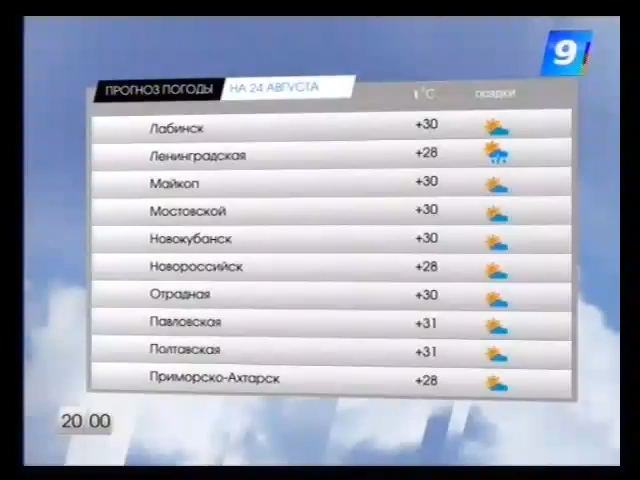 9
ПРОГНОЗ ПОГОДЫ НА 24 АВГУСТА t °C осадки
Лабинск +30
Ленинградская +28
Майкоп +30
Мостовской +30
Новокубанск +30
Новороссийск +28
Отрадная +30
Павловская +31
Полтавская +31
Приморско-Ахтарск +28
20 00